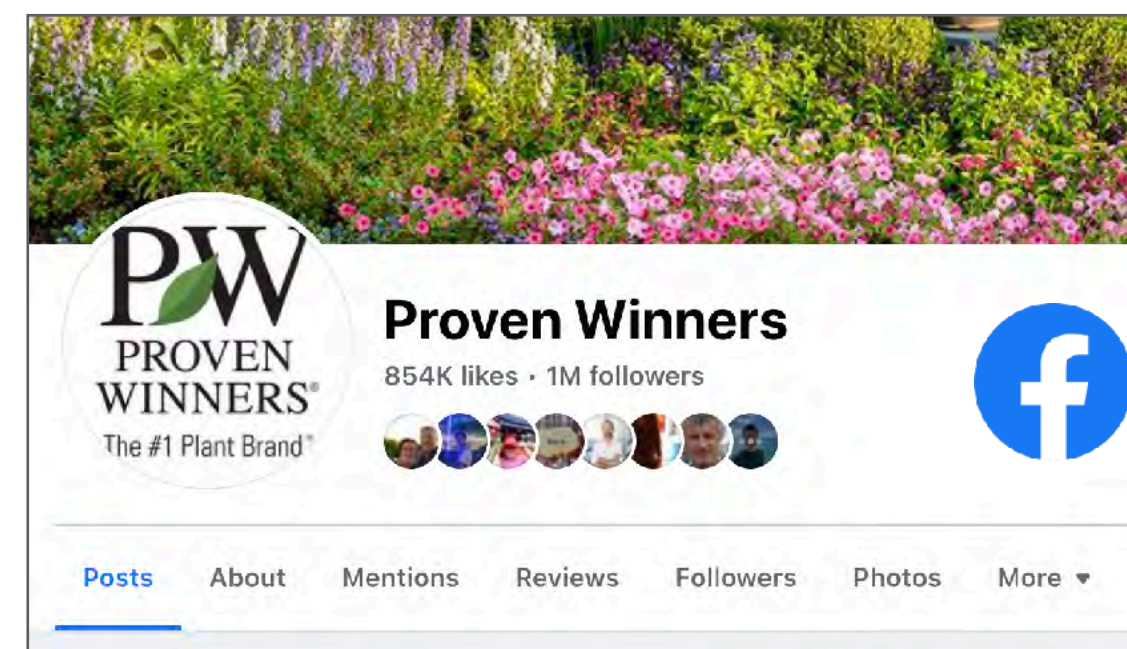 PW
PROVEN
WINNERS®
The #1 Plant Brand®
Proven Winners
854K likes · 1M followers
f
Posts About Mentions Reviews Followers Photos More